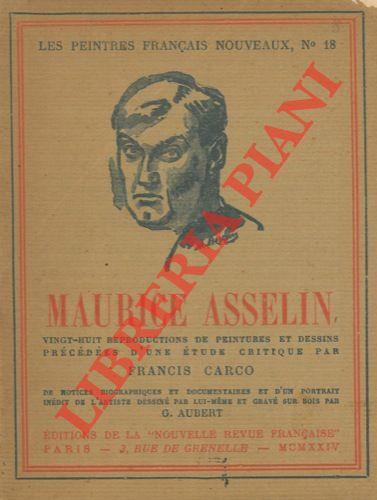 LES PEINTRES FRANÇAIS NOUVEAUX, Nº 18
MAURICE ASSELIN
VINGT-HUIT REPRODUCTIONS DE PEINTURES ET DESSINS
PRÉCÉDÉES D'UNE ÉTUDE CRITIQUE PAR
FRANCIS CARCO
DE NOTICES BIOGRAPHIQUES ET DOCUMENTAIRES ET D'UN PORTRAIT
INÉDIT DE L'ARTISTE DESSINÉ PAR LUI-MÊME ET GRAVÉ SUR BOIS PAR
G. AUBERT
ÉDITIONS DE LA "NOUVELLE REVUE FRANÇAISE"
PARIS — 3, RUE DE GRENELLE — MCMXXIV
LIBRERIA PIANI